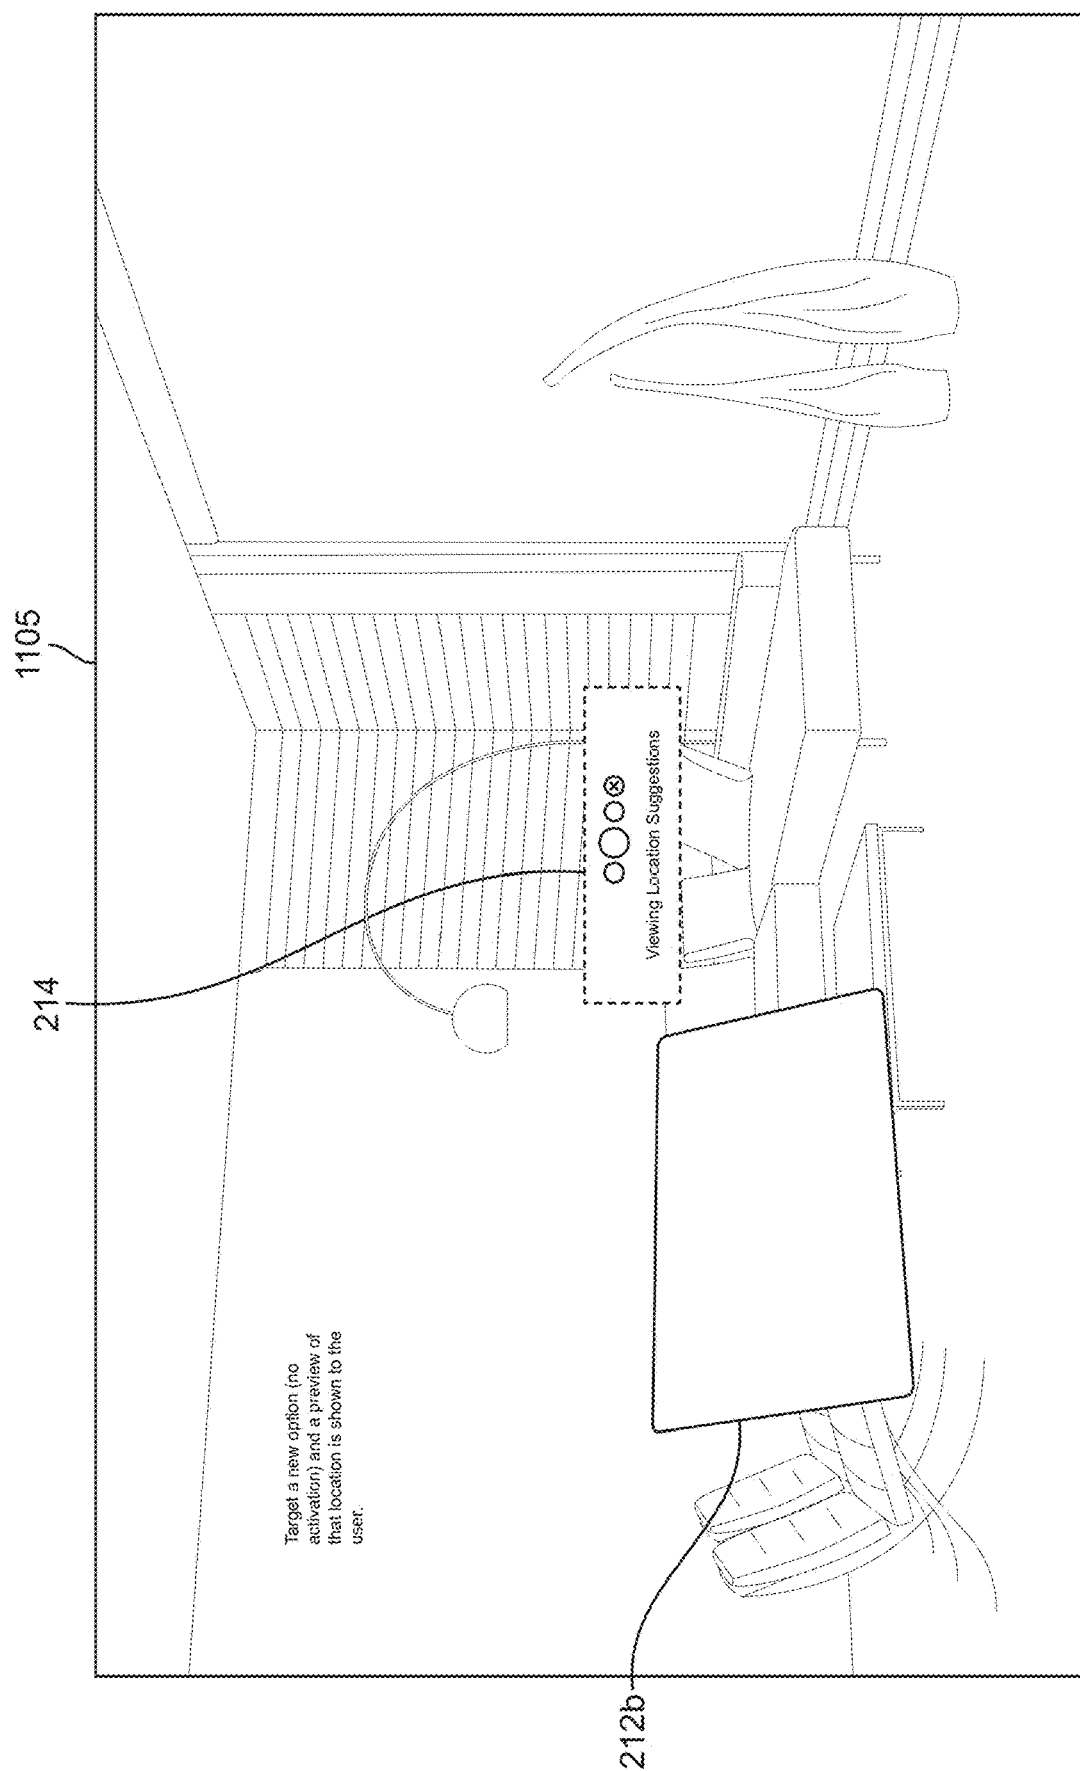 1105
214
Target a new option (no
activation) and a preview of
that location is shown to the
user.
Viewing Location Suggestions
212b